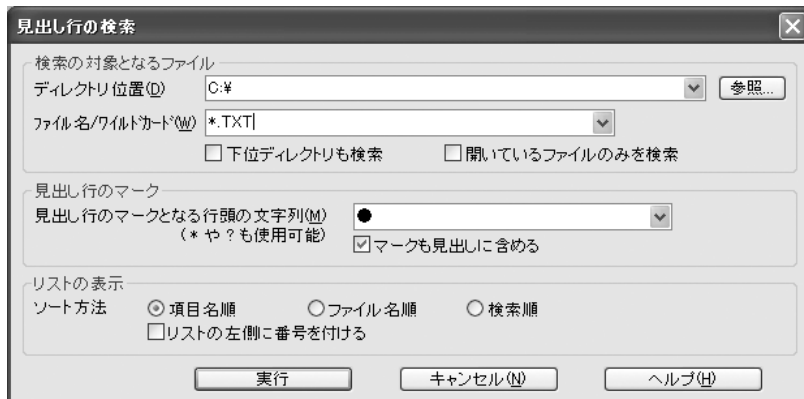 見出し行の検索
検索の対象となるファイル
ディレクトリ位置(D) C:¥ 参照...
ファイル名/ワイルドカード(W) *.TXT
下位ディレクトリも検索 開いているファイルのみを検索
見出し行のマーク
見出し行のマークとなる行頭の文字列(M) ●
(* や ? も使用可能) マークも見出しに含める
リストの表示
ソート方法 項目名順 ファイル名順 検索順
リストの左側に番号を付ける
実行 キャンセル(N) ヘルプ(H)